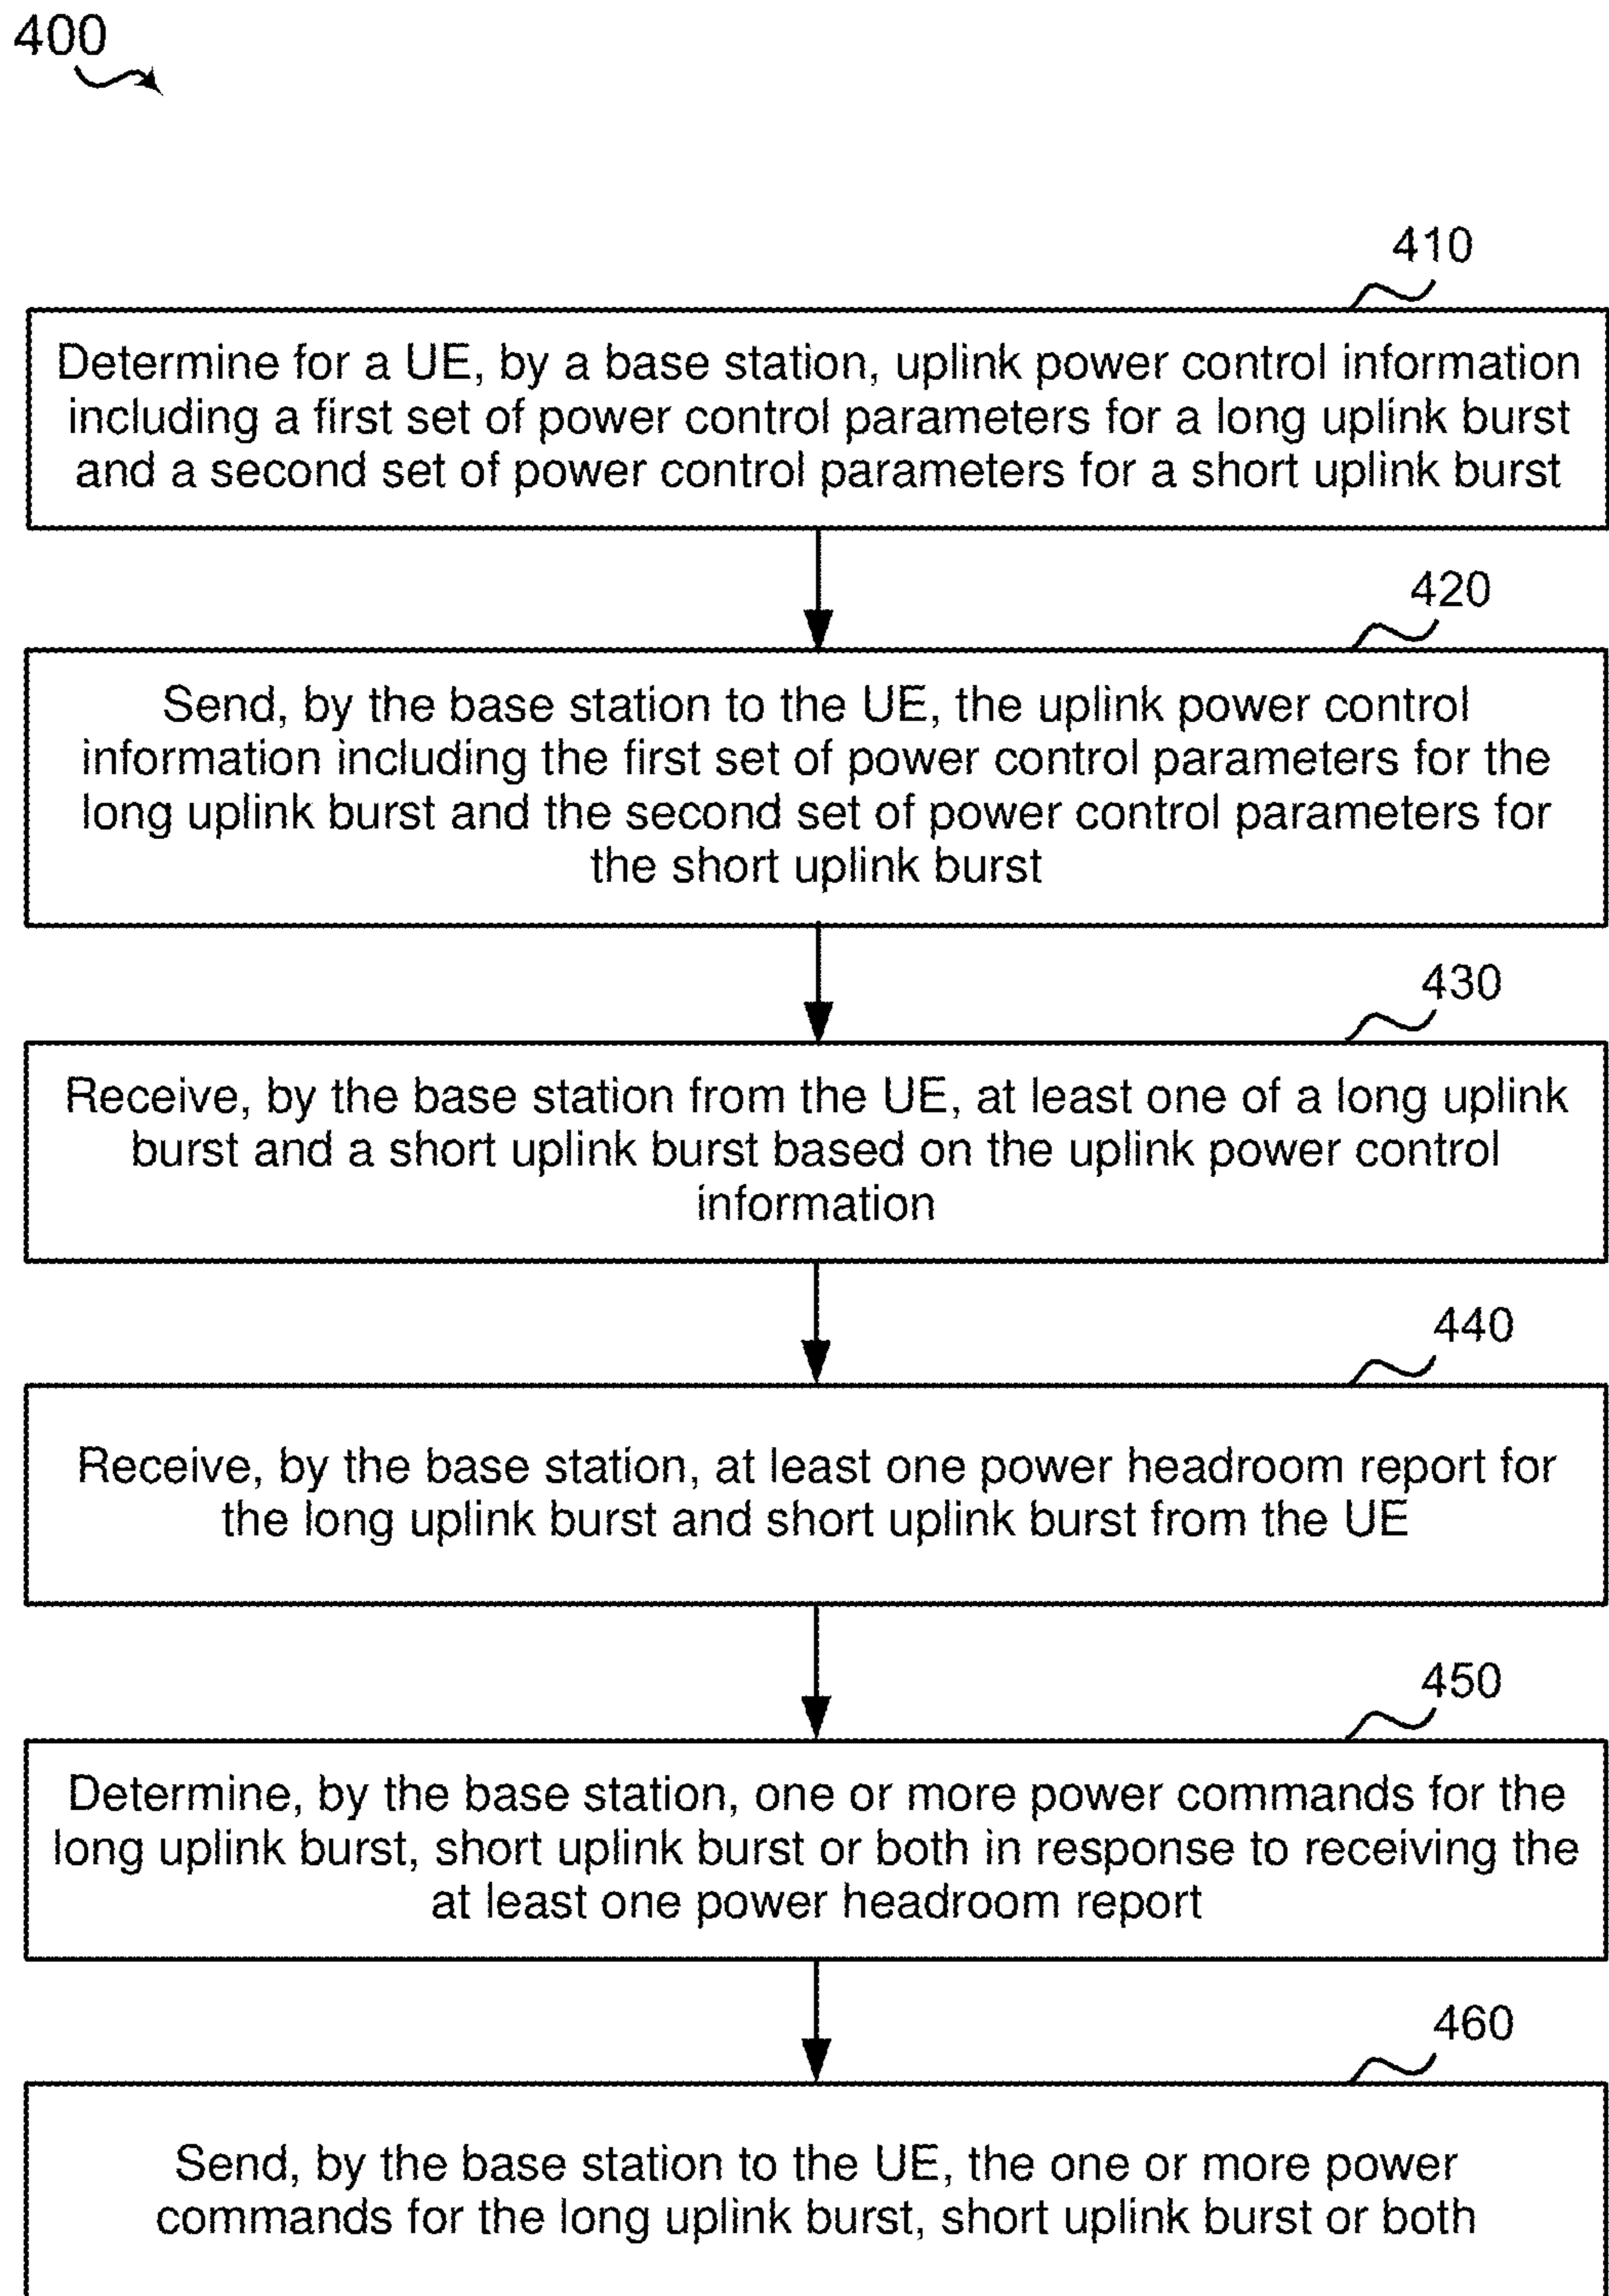 400
410
Determine for a UE, by a base station, uplink power control information
including a first set of power control parameters for a long uplink burst
and a second set of power control parameters for a short uplink burst
420
Send, by the base station to the UE, the uplink power control
information including the first set of power control parameters for the
long uplink burst and the second set of power control parameters for
the short uplink burst
430
Receive, by the base station from the UE, at least one of a long uplink
burst and a short uplink burst based on the uplink power control
information
440
Receive, by the base station, at least one power headroom report for
the long uplink burst and short uplink burst from the UE
450
Determine, by the base station, one or more power commands for the
long uplink burst, short uplink burst or both in response to receiving the
at least one power headroom report
460
Send, by the base station to the UE, the one or more power
commands for the long uplink burst, short uplink burst or both